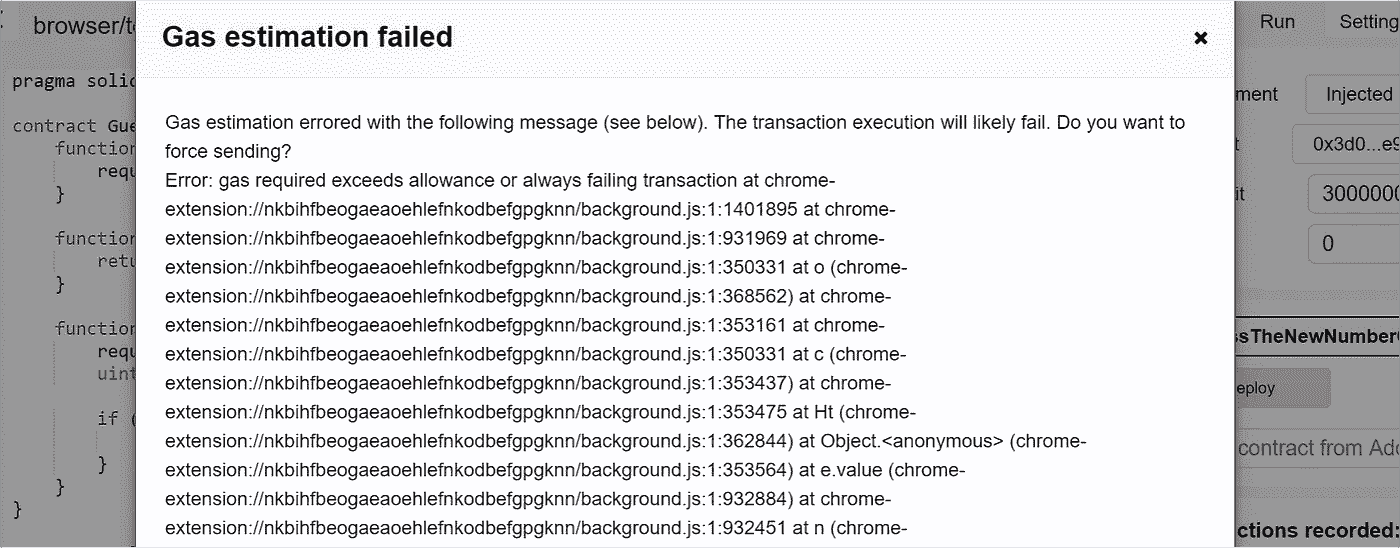 browser/t
Run
Setting
Gas estimation failed
×
pragma solid
ment
Injected
Gas estimation errored with the following message (see below). The transaction execution will likely fail. Do you want to
force sending?
contract Gue
function
requ
}
t
0x3d0...e9
Error: gas required exceeds allowance or always failing transaction at chrome-
extension://nkbihfbeogaeaoehlefnkodbefgpgknn/background.js:1:1401895 at chrome-
it
3000000
extension://nkbihfbeogaeaoehlefnkodbefgpgknn/background.js:1:931969 at chrome-
function
retu
}
0
extension://nkbihfbeogaeaoehlefnkodbefgpgknn/background.js:1:350331 at o (chrome-
extension://nkbihfbeogaeaoehlefnkodbefgpgknn/background.js:1:368562) at chrome-
extension://nkbihfbeogaeaoehlefnkodbefgpgknn/background.js:1:353161 at chrome-
function
requ
uint
ssTheNewNumber
extension://nkbihfbeogaeaoehlefnkodbefgpgknn/background.js:1:350331 at c (chrome-
extension://nkbihfbeogaeaoehlefnkodbefgpgknn/background.js:1:353437) at chrome-
eploy
extension://nkbihfbeogaeaoehlefnkodbefgpgknn/background.js:1:353475 at Ht (chrome-
if (
extension://nkbihfbeogaeaoehlefnkodbefgpgknn/background.js:1:362844) at Object.<anonymous> (chrome-
contract from Add
}
extension://nkbihfbeogaeaoehlefnkodbefgpgknn/background.js:1:353564) at e.value (chrome-
}
extension://nkbihfbeogaeaoehlefnkodbefgpgknn/background.js:1:932884) at chrome-
}
extension://nkbihfbeogaeaoehlefnkodbefgpgknn/background.js:1:932451 at n (chrome-
ctions recorded: